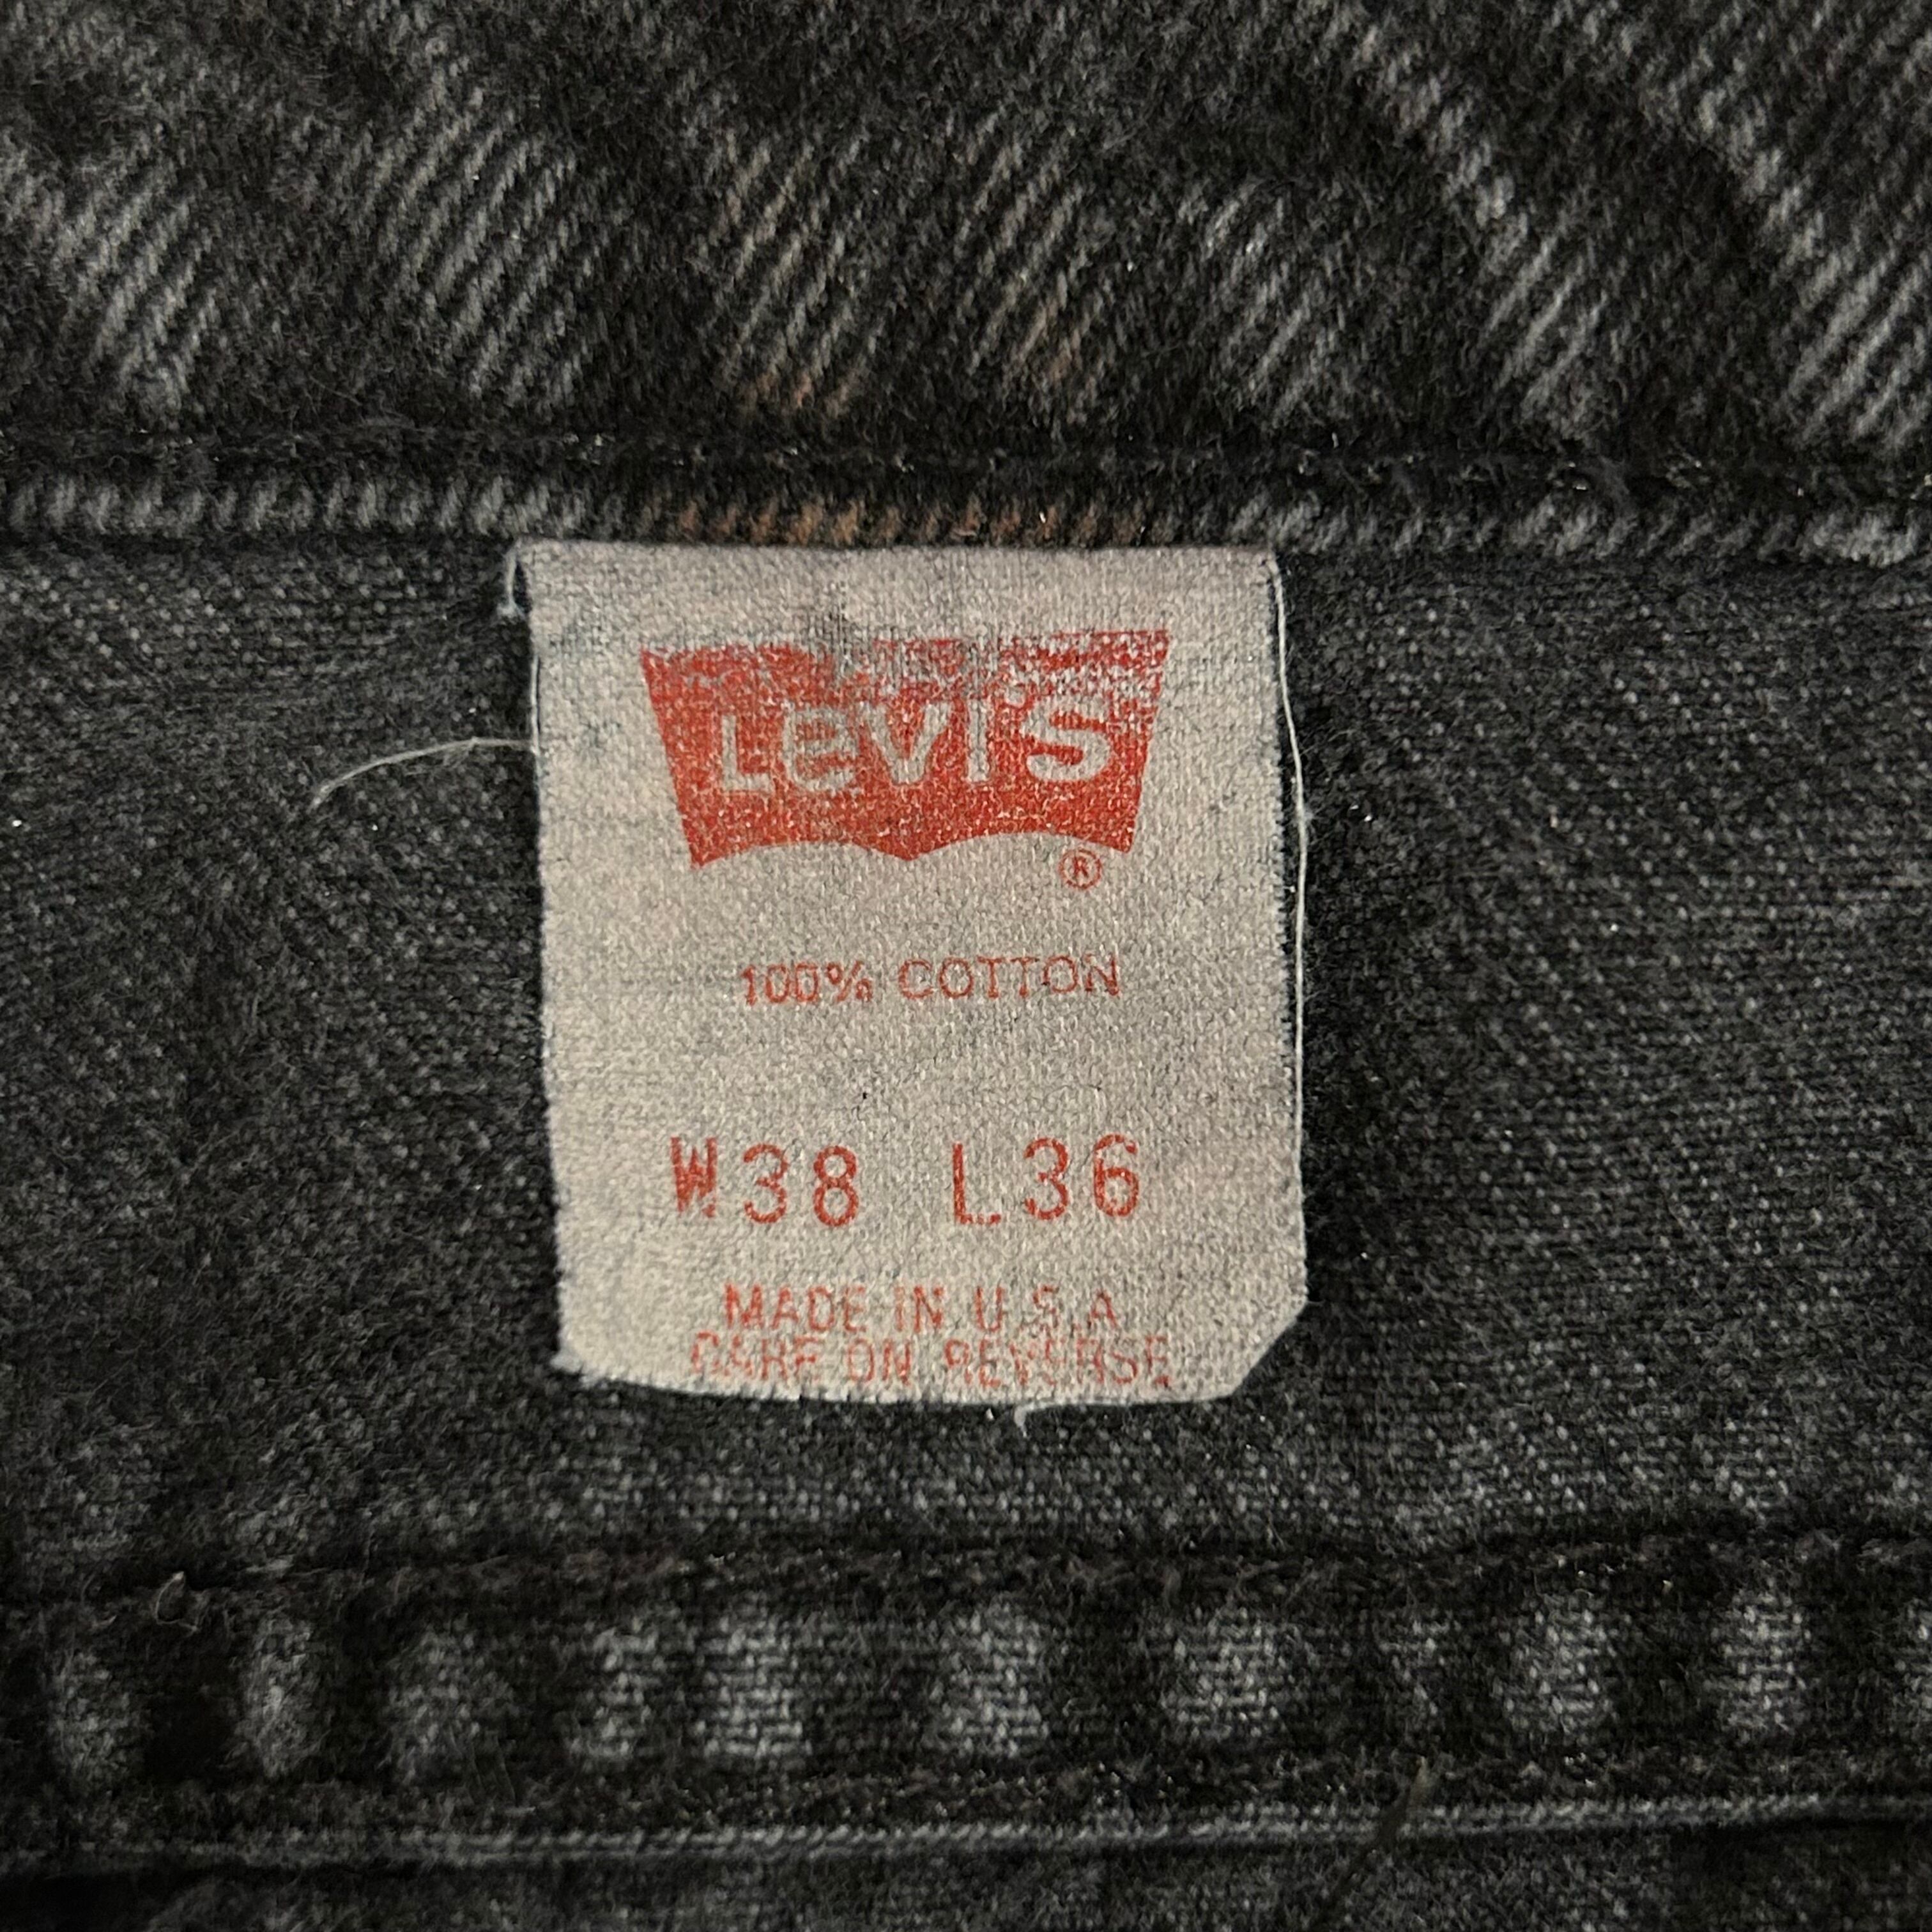 LEVI'S
®
100% COTTON
W38 L36
MADE IN U.S.A
CARE ON REVERSE